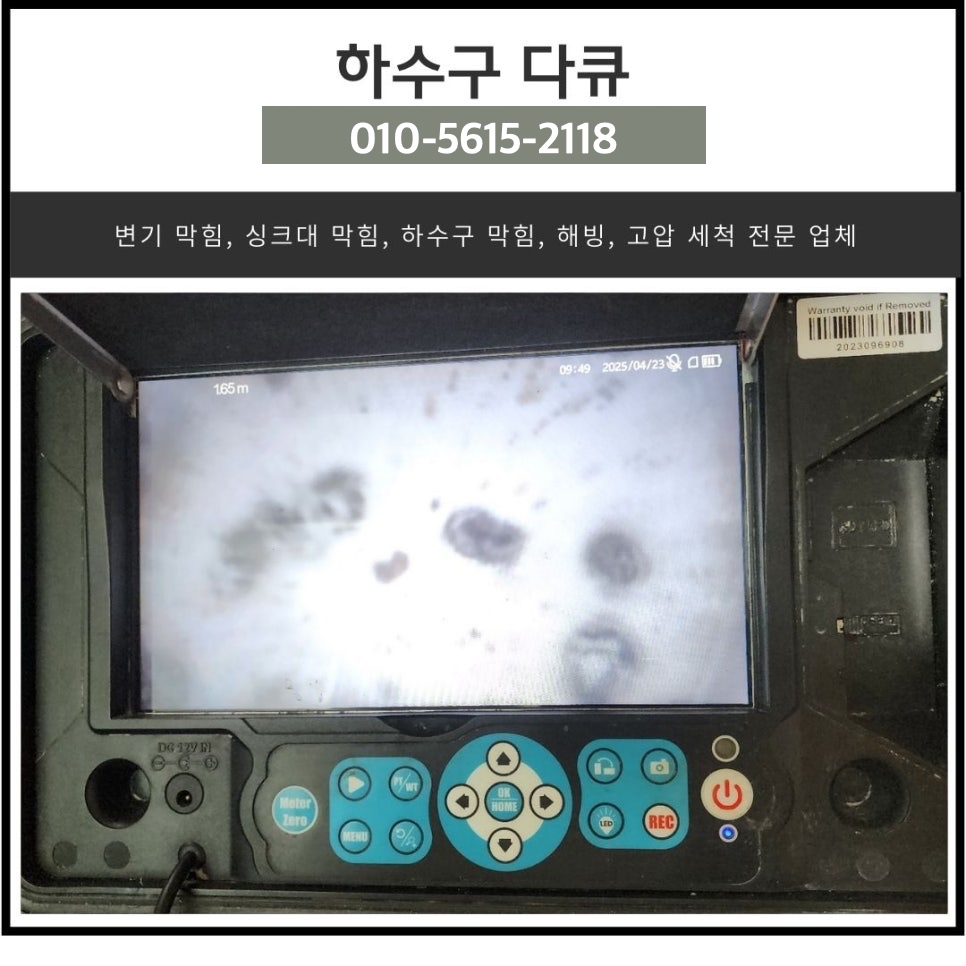 하수구 다큐
010-5615-2118
변기 막힘, 싱크대 막힘, 하수구 막힘, 해빙, 고압 세척 전문 업체
Warranty void if Removed
2023096908
09:49 2025/04/23
1.65 m
DC 12V IN
Meter
Zero
MENU
OK
HOME
LED
REC